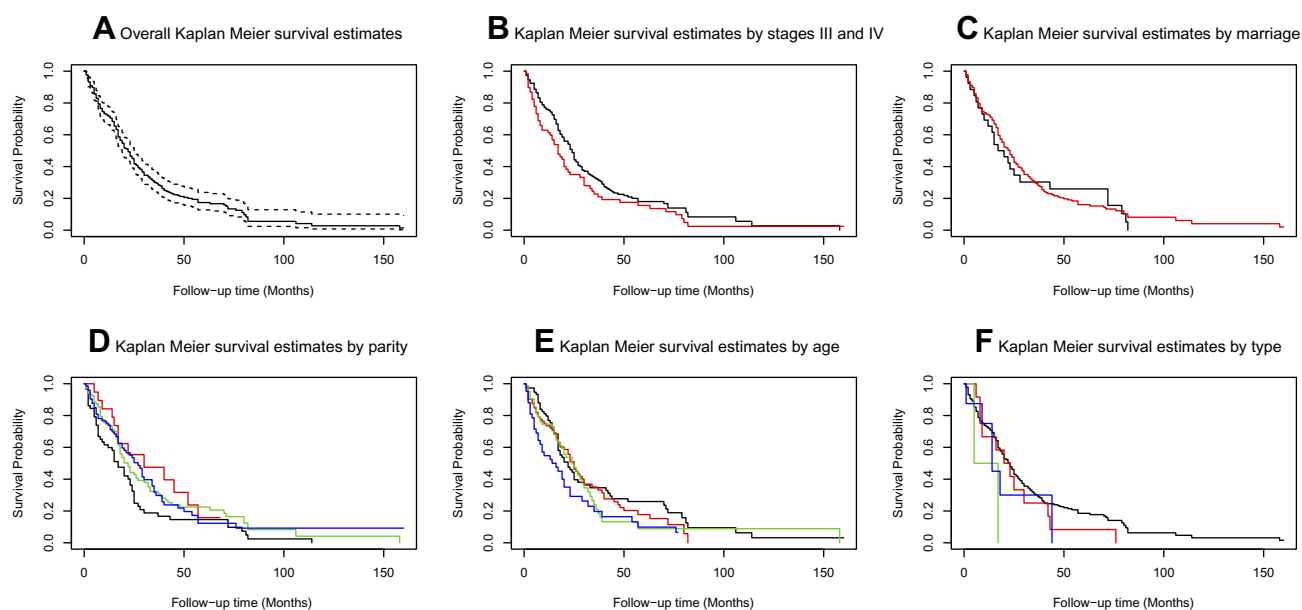 A Overall Kaplan Meier survival estimates
Survival Probability
1.0
0.8
0.6
0.4
0.2
0.0
0 50 100 150
Follow-up time (Months)
B Kaplan Meier survival estimates by stages III and IV
Survival Probability
1.0
0.8
0.6
0.4
0.2
0.0
0 50 100 150
Follow-up time (Months)
C Kaplan Meier survival estimates by marriage
Survival Probability
1.0
0.8
0.6
0.4
0.2
0.0
0 50 100 150
Follow-up time (Months)
D Kaplan Meier survival estimates by parity
Survival Probability
1.0
0.8
0.6
0.4
0.2
0.0
0 50 100 150
Follow-up time (Months)
E Kaplan Meier survival estimates by age
Survival Probability
1.0
0.8
0.6
0.4
0.2
0.0
0 50 100 150
Follow-up time (Months)
F Kaplan Meier survival estimates by type
Survival Probability
1.0
0.8
0.6
0.4
0.2
0.0
0 50 100 150
Follow-up time (Months)